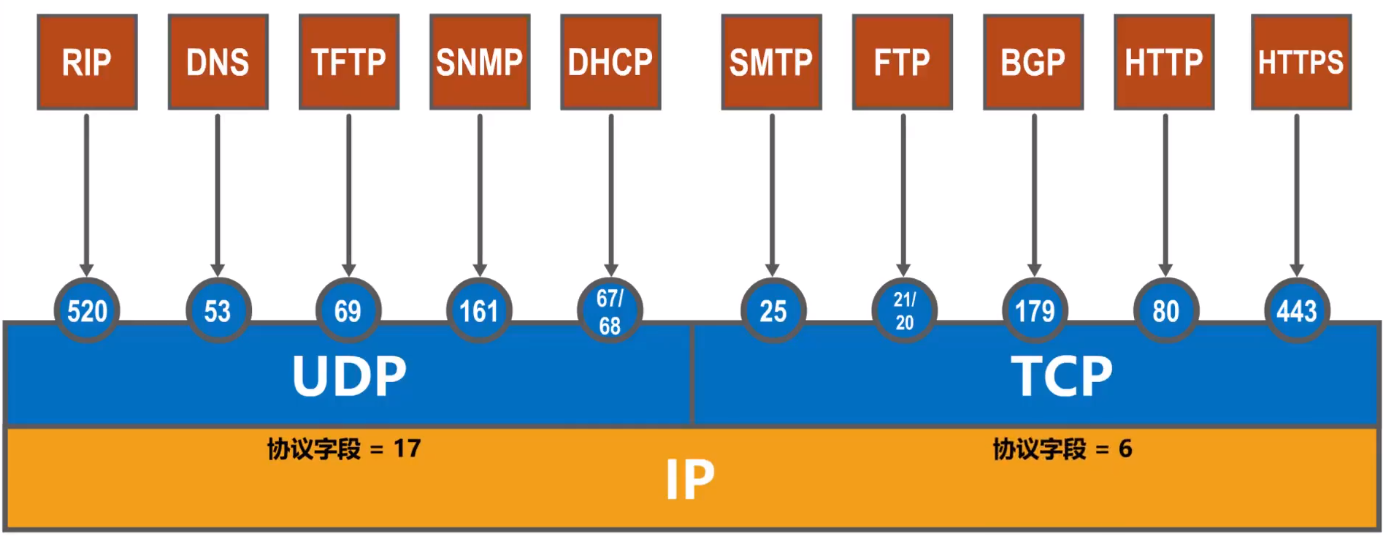 RIP DNS TFTP SNMP DHCP SMTP FTP BGP HTTP HTTPS
520 53 69 161 67/ 68 25 21/ 20 179 80 443
UDP TCP
协议字段 = 17 协议字段 = 6
IP